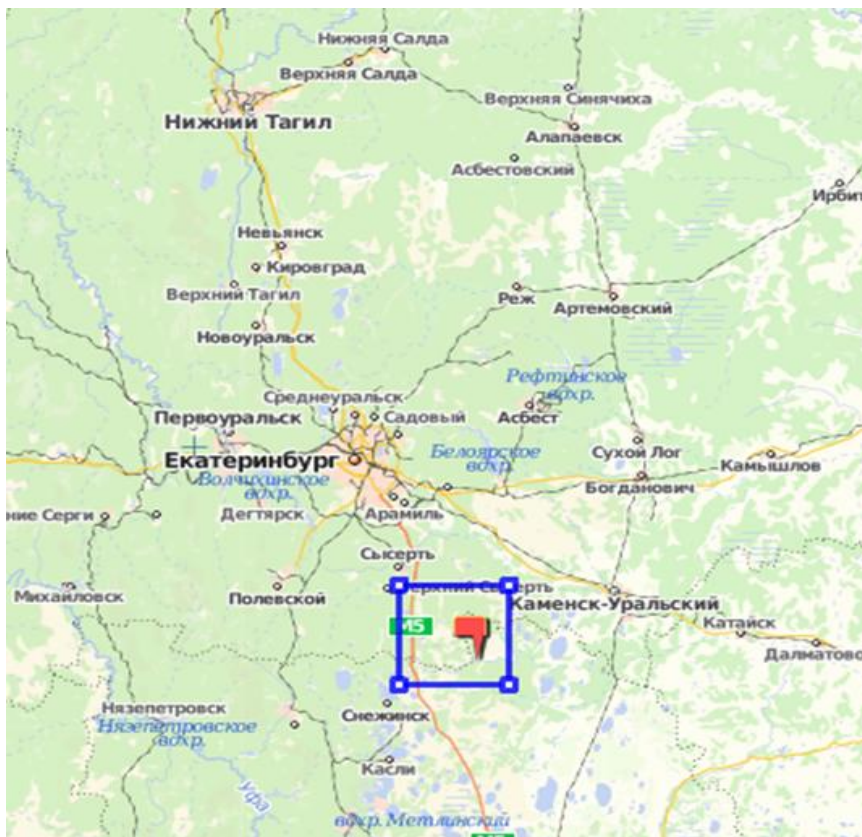 Нижняя Салда
Верхняя Салда
Верхняя Синячиха
Нижний Тагил
Алапаевск
Асбестовский
Ирбит
Невьянск
Кировград
Верхний Тагил
Реж
Артемовский
Новоуральск
Рефтинское
вдхр.
Среднеуральск
Садовый
Асбест
Первоуральск
Белоярское
вдхр.
Сухой Лог
Екатеринбург
Камышлов
Волчихинское
вдхр.
Богданович
ние Серги
Дегтярск
Арамиль
Сысерть
Михайловск
Полевской
Верхний Сысерть
Каменск-Уральский
М5
Катайск
Далматово
Нязепетровск
Снежинск
Нязепетровское
вдхр.
Касли
Уфа
вдхр. Метлинский